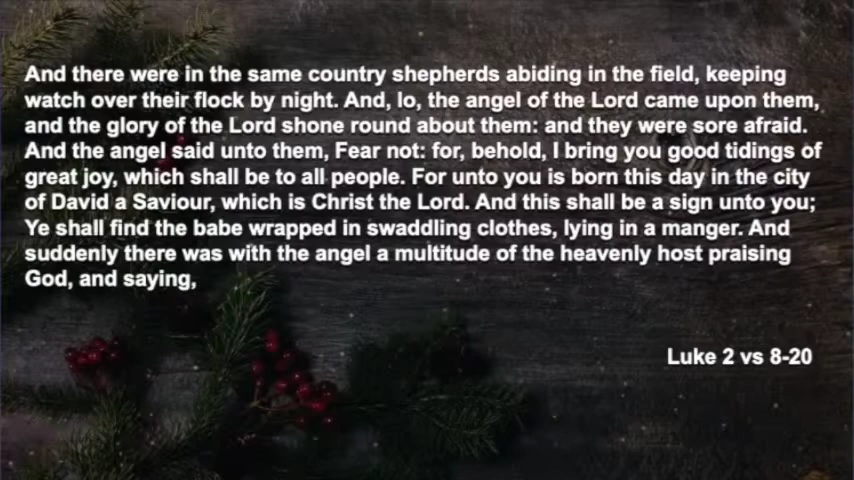 And there were in the same country shepherds abiding in the field, keeping
watch over their flock by night. And, lo, the angel of the Lord came upon them,
and the glory of the Lord shone round about them: and they were sore afraid.
And the angel said unto them, Fear not: for, behold, I bring you good tidings of
great joy, which shall be to all people. For unto you is born this day in the city
of David a Saviour, which is Christ the Lord. And this shall be a sign unto you;
Ye shall find the babe wrapped in swaddling clothes, lying in a manger. And
suddenly there was with the angel a multitude of the heavenly host praising
God, and saying,
Luke 2 vs 8-20